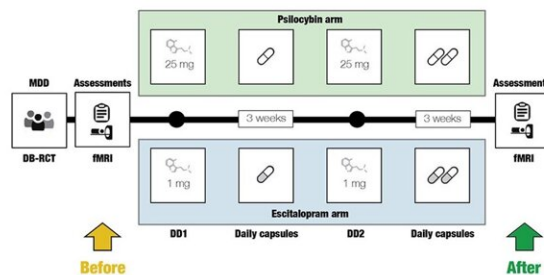 Psilocybin arm
25 mg
25 mg
MDD
Assessments
Assessment
3 weeks
3 weeks
DB-RCT
fMRI
fMRI
1 mg
1 mg
Escitalopram arm
DD1
Daily capsules
DD2
Daily capsules
Before
After